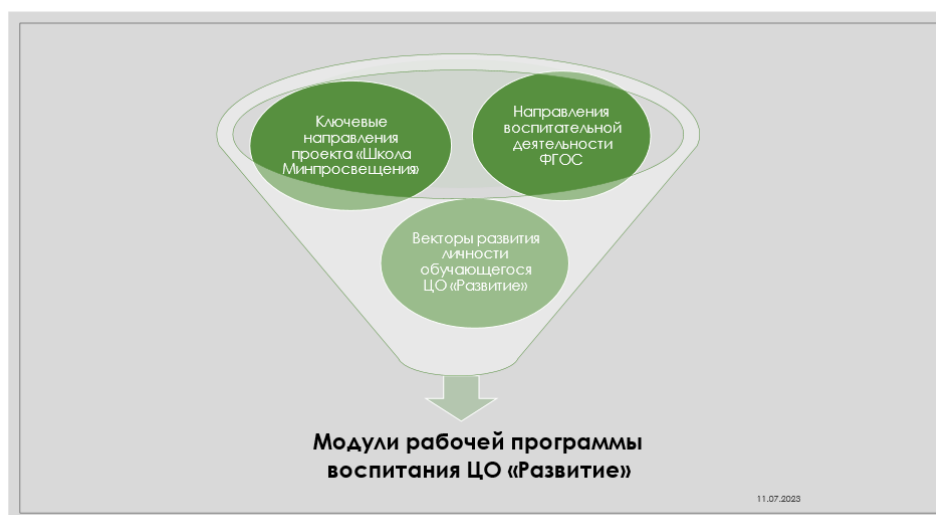 Ключевые
направления
проекта «Школа
Минпросвещения»
Направления
воспитательной
деятельности
ФГОС
Векторы развития
личности
обучающегося
ЦО «Развитие»
Модули рабочей программы
воспитания ЦО «Развитие»
11.07.2023